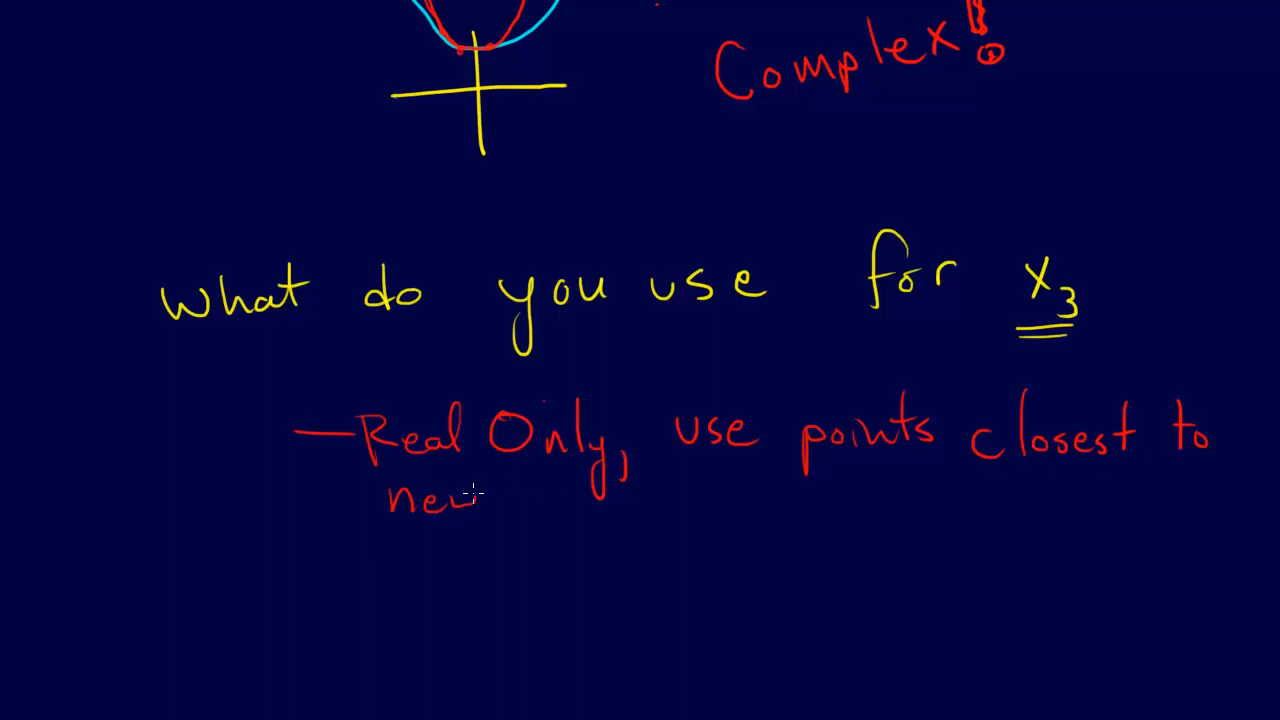 Complex!!
What do you use for x₃
— Real Only, use points closest to
new